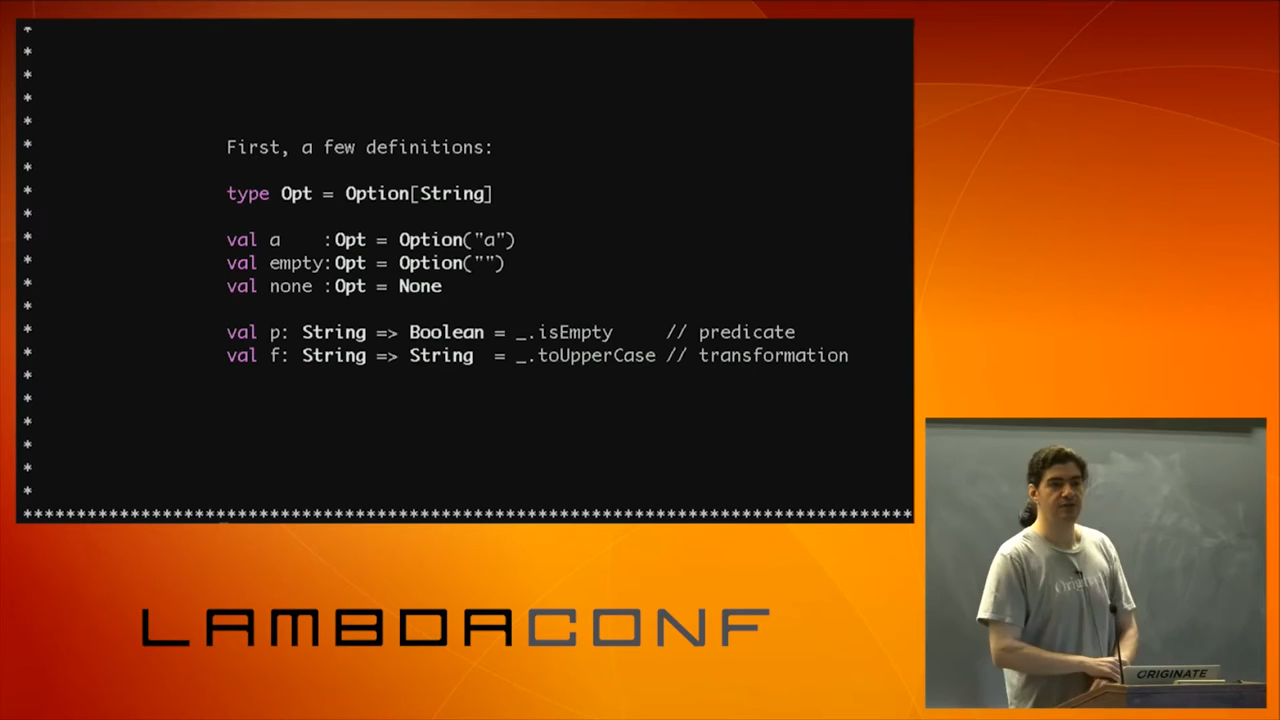 First, a few definitions:
type Opt = Option[String]
val a    :Opt = Option("a")
val empty:Opt = Option("")
val none :Opt = None
val p: String => Boolean = _.isEmpty     // predicate
val f: String => String  = _.toUpperCase // transformation
LAMBDACONF
ORIGINATE